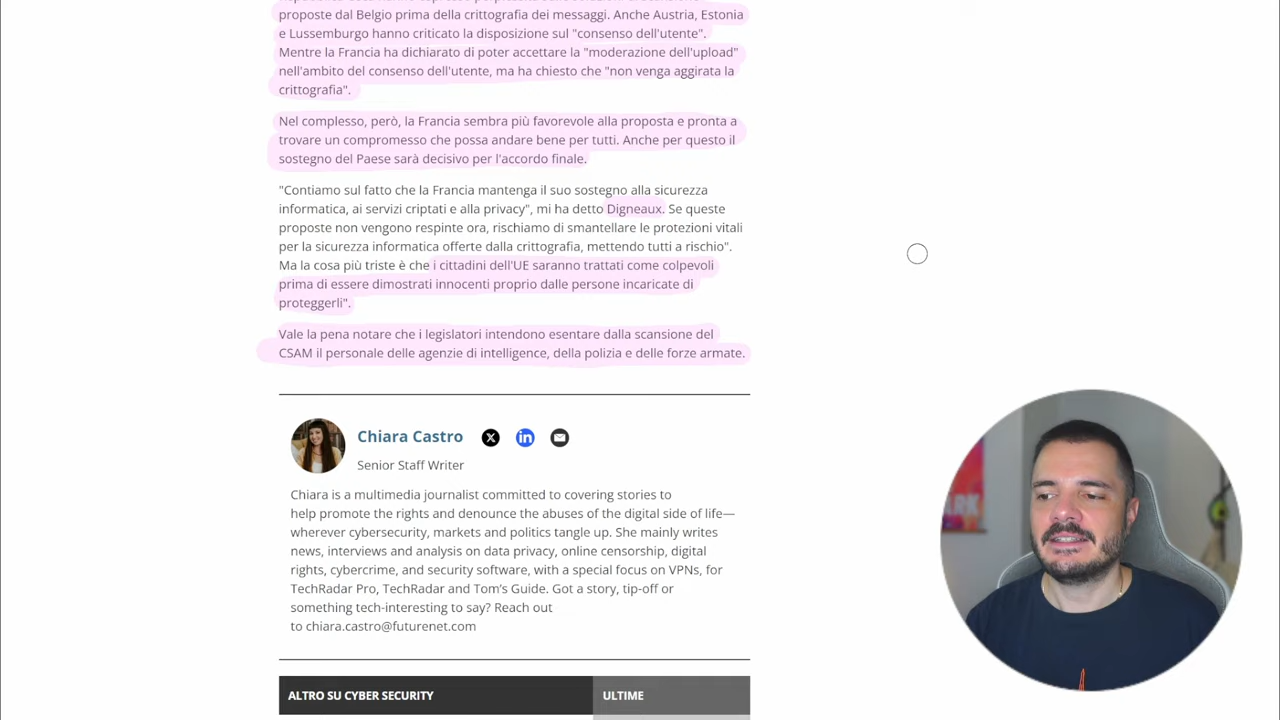 proposte dal Belgio prima della crittografia dei messaggi. Anche Austria, Estonia
e Lussemburgo hanno criticato la disposizione sul "consenso dell'utente".
Mentre la Francia ha dichiarato di poter accettare la "moderazione dell'upload"
nell'ambito del consenso dell'utente, ma ha chiesto che "non venga aggirata la
crittografia".
Nel complesso, però, la Francia sembra più favorevole alla proposta e pronta a
trovare un compromesso che possa andare bene per tutti. Anche per questo il
sostegno del Paese sarà decisivo per l'accordo finale.
"Contiamo sul fatto che la Francia mantenga il suo sostegno alla sicurezza
informatica, ai servizi criptati e alla privacy", mi ha detto Digneaux. Se queste
proposte non vengono respinte ora, rischiamo di smantellare le protezioni vitali
per la sicurezza informatica offerte dalla crittografia, mettendo tutti a rischio".
Ma la cosa più triste è che i cittadini dell'UE saranno trattati come colpevoli
prima di essere dimostrati innocenti proprio dalle persone incaricate di
proteggerli".
Vale la pena notare che i legislatori intendono esentare dalla scansione del
CSAM il personale delle agenzie di intelligence, della polizia e delle forze armate.
Chiara Castro
Senior Staff Writer
Chiara is a multimedia journalist committed to covering stories to
help promote the rights and denounce the abuses of the digital side of life—
wherever cybersecurity, markets and politics tangle up. She mainly writes
news, interviews and analysis on data privacy, online censorship, digital
rights, cybercrime, and security software, with a special focus on VPNs, for
TechRadar Pro, TechRadar and Tom's Guide. Got a story, tip-off or
something tech-interesting to say? Reach out
to chiara.castro@futurenet.com
ALTRO SU CYBER SECURITY
ULTIME